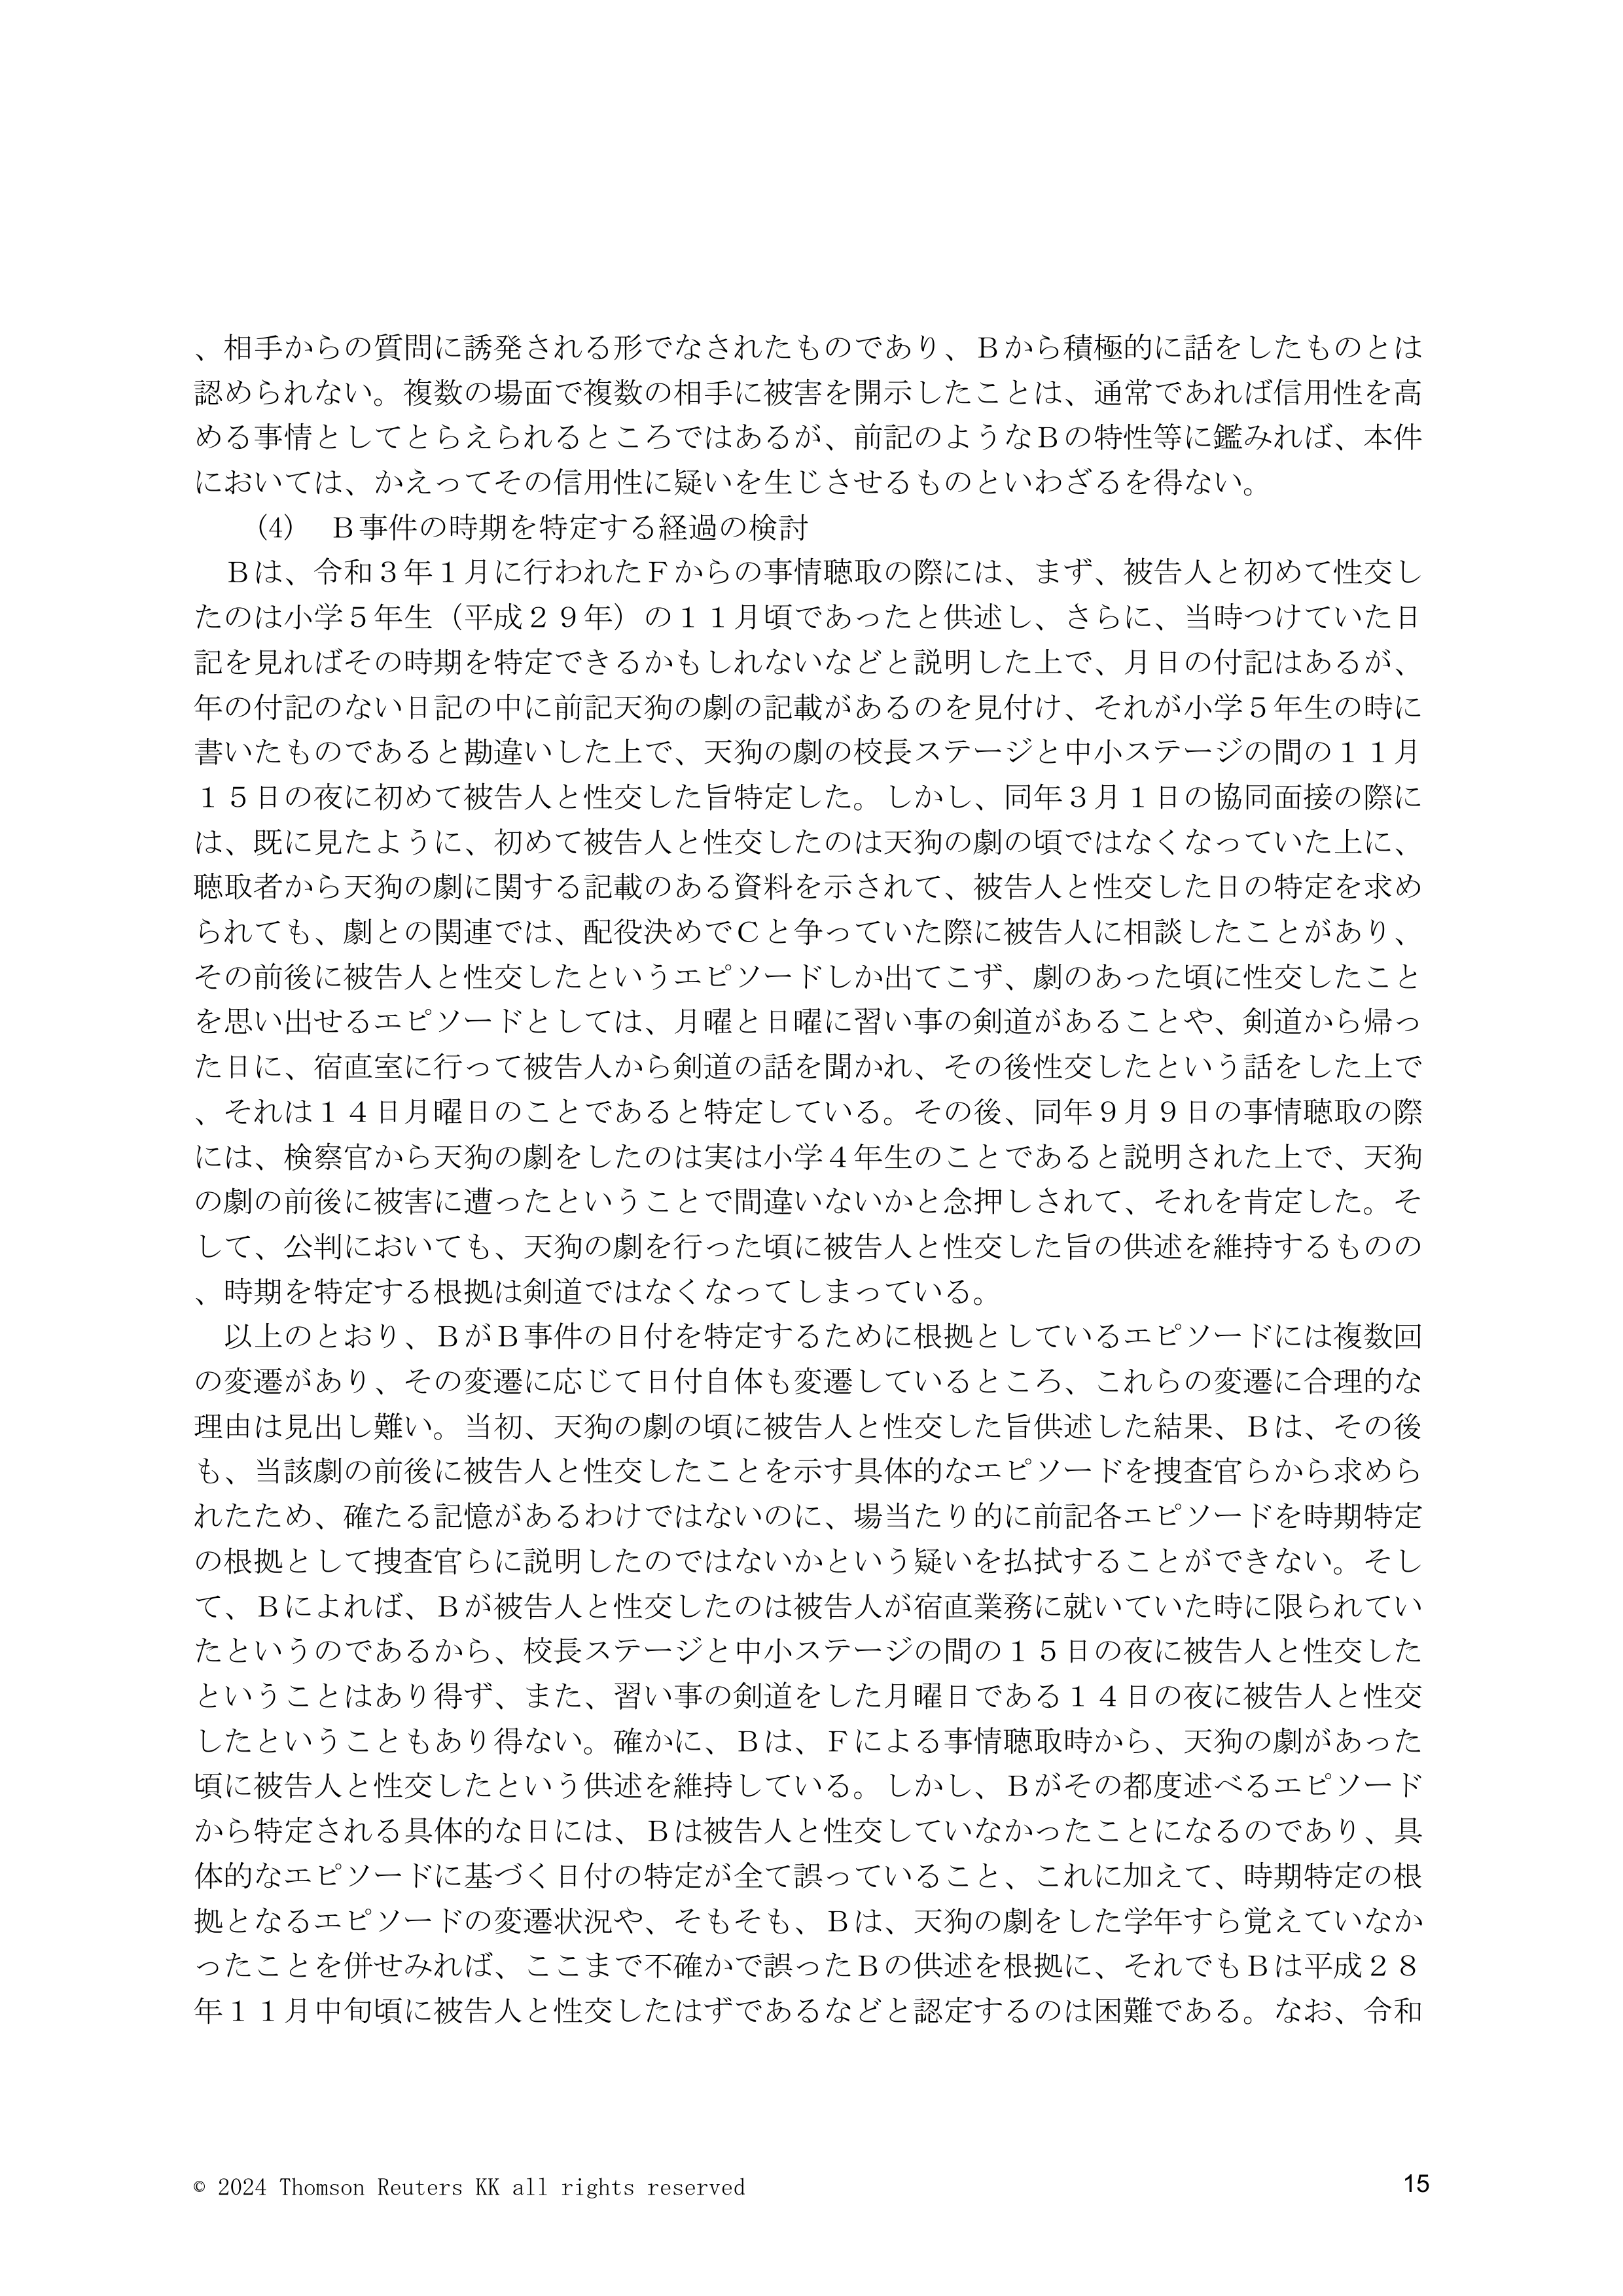 、相手からの質問に誘発される形でなされたものであり、Ｂから積極的に話をしたものとは
認められない。複数の場面で複数の相手に被害を開示したことは、通常であれば信用性を高
める事情としてとらえられるところではあるが、前記のようなＢの特性等に鑑みれば、本件
においては、かえってその信用性に疑いを生じさせるものといわざるを得ない。
(4)　Ｂ事件の時期を特定する経過の検討
Ｂは、令和３年１月に行われたＦからの事情聴取の際には、まず、被告人と初めて性交し
たのは小学５年生（平成２９年）の１１月頃であったと供述し、さらに、当時つけていた日
記を見ればその時期を特定できるかもしれないなどと説明した上で、月日の付記はあるが、
年の付記のない日記の中に前記天狗の劇の記載があるのを見付け、それが小学５年生の時に
書いたものであると勘違いした上で、天狗の劇の校長ステージと中小ステージの間の１１月
１５日の夜に初めて被告人と性交した旨特定した。しかし、同年３月１日の協同面接の際に
は、既に見たように、初めて被告人と性交したのは天狗の劇の頃ではなくなっていた上に、
聴取者から天狗の劇に関する記載のある資料を示されて、被告人と性交した日の特定を求め
られても、劇との関連では、配役決めでＣと争っていた際に被告人に相談したことがあり、
その前後に被告人と性交したというエピソードしか出てこず、劇のあった頃に性交したこと
を思い出せるエピソードとしては、月曜と日曜に習い事の剣道があることや、剣道から帰っ
た日に、宿直室に行って被告人から剣道の話を聞かれ、その後性交したという話をした上で
、それは１４日月曜日のことであると特定している。その後、同年９月９日の事情聴取の際
には、検察官から天狗の劇をしたのは実は小学４年生のことであると説明された上で、天狗
の劇の前後に被害に遭ったということで間違いないかと念押しされて、それを肯定した。そ
して、公判においても、天狗の劇を行った頃に被告人と性交した旨の供述を維持するものの
、時期を特定する根拠は剣道ではなくなってしまっている。
以上のとおり、ＢがＢ事件の日付を特定するために根拠としているエピソードには複数回
の変遷があり、その変遷に応じて日付自体も変遷しているところ、これらの変遷に合理的な
理由は見出し難い。当初、天狗の劇の頃に被告人と性交した旨供述した結果、Ｂは、その後
も、当該劇の前後に被告人と性交したことを示す具体的なエピソードを捜査官らから求めら
れたため、確たる記憶があるわけではないのに、場当たり的に前記各エピソードを時期特定
の根拠として捜査官らに説明したのではないかという疑いを払拭することができない。そし
て、Ｂによれば、Ｂが被告人と性交したのは被告人が宿直業務に就いていた時に限られてい
たというのであるから、校長ステージと中小ステージの間の１５日の夜に被告人と性交した
ということはあり得ず、また、習い事の剣道をした月曜日である１４日の夜に被告人と性交
したということもあり得ない。確かに、Ｂは、Ｆによる事情聴取時から、天狗の劇があった
頃に被告人と性交したという供述を維持している。しかし、Ｂがその都度述べるエピソード
から特定される具体的な日には、Ｂは被告人と性交していなかったことになるのであり、具
体的なエピソードに基づく日付の特定が全て誤っていること、これに加えて、時期特定の根
拠となるエピソードの変遷状況や、そもそも、Ｂは、天狗の劇をした学年すら覚えていなか
ったことを併せみれば、ここまで不確かで誤ったＢの供述を根拠に、それでもＢは平成２８
年１１月中旬頃に被告人と性交したはずであるなどと認定するのは困難である。なお、令和
© 2024 Thomson Reuters KK all rights reserved
15